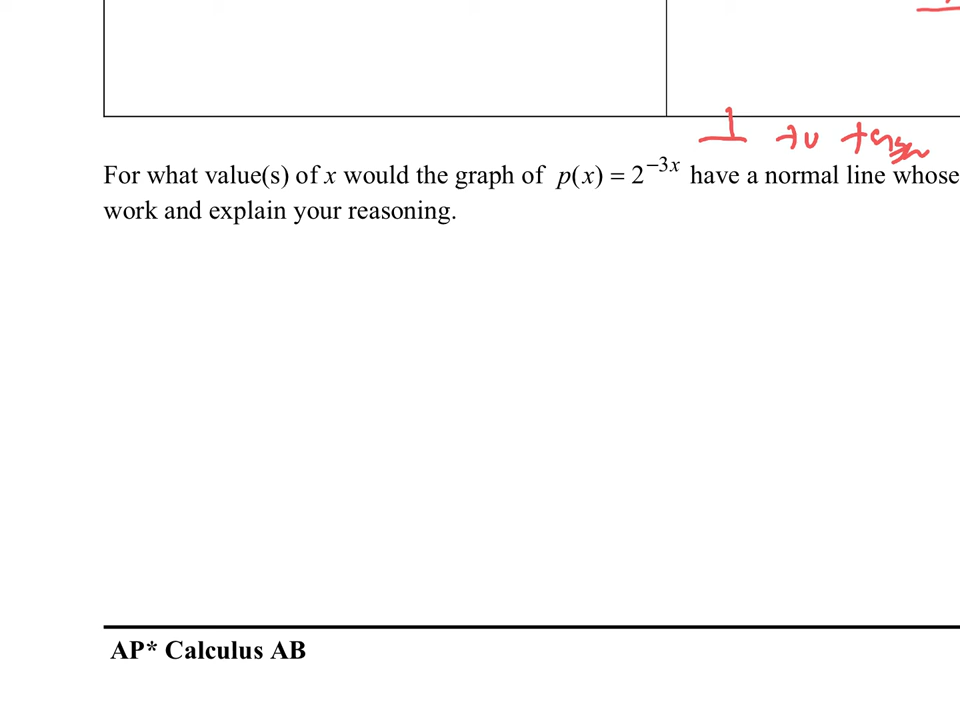 ⊥ to tan
For what value(s) of x would the graph of p(x) = 2^{-3x} have a normal line whose
work and explain your reasoning.
AP* Calculus AB